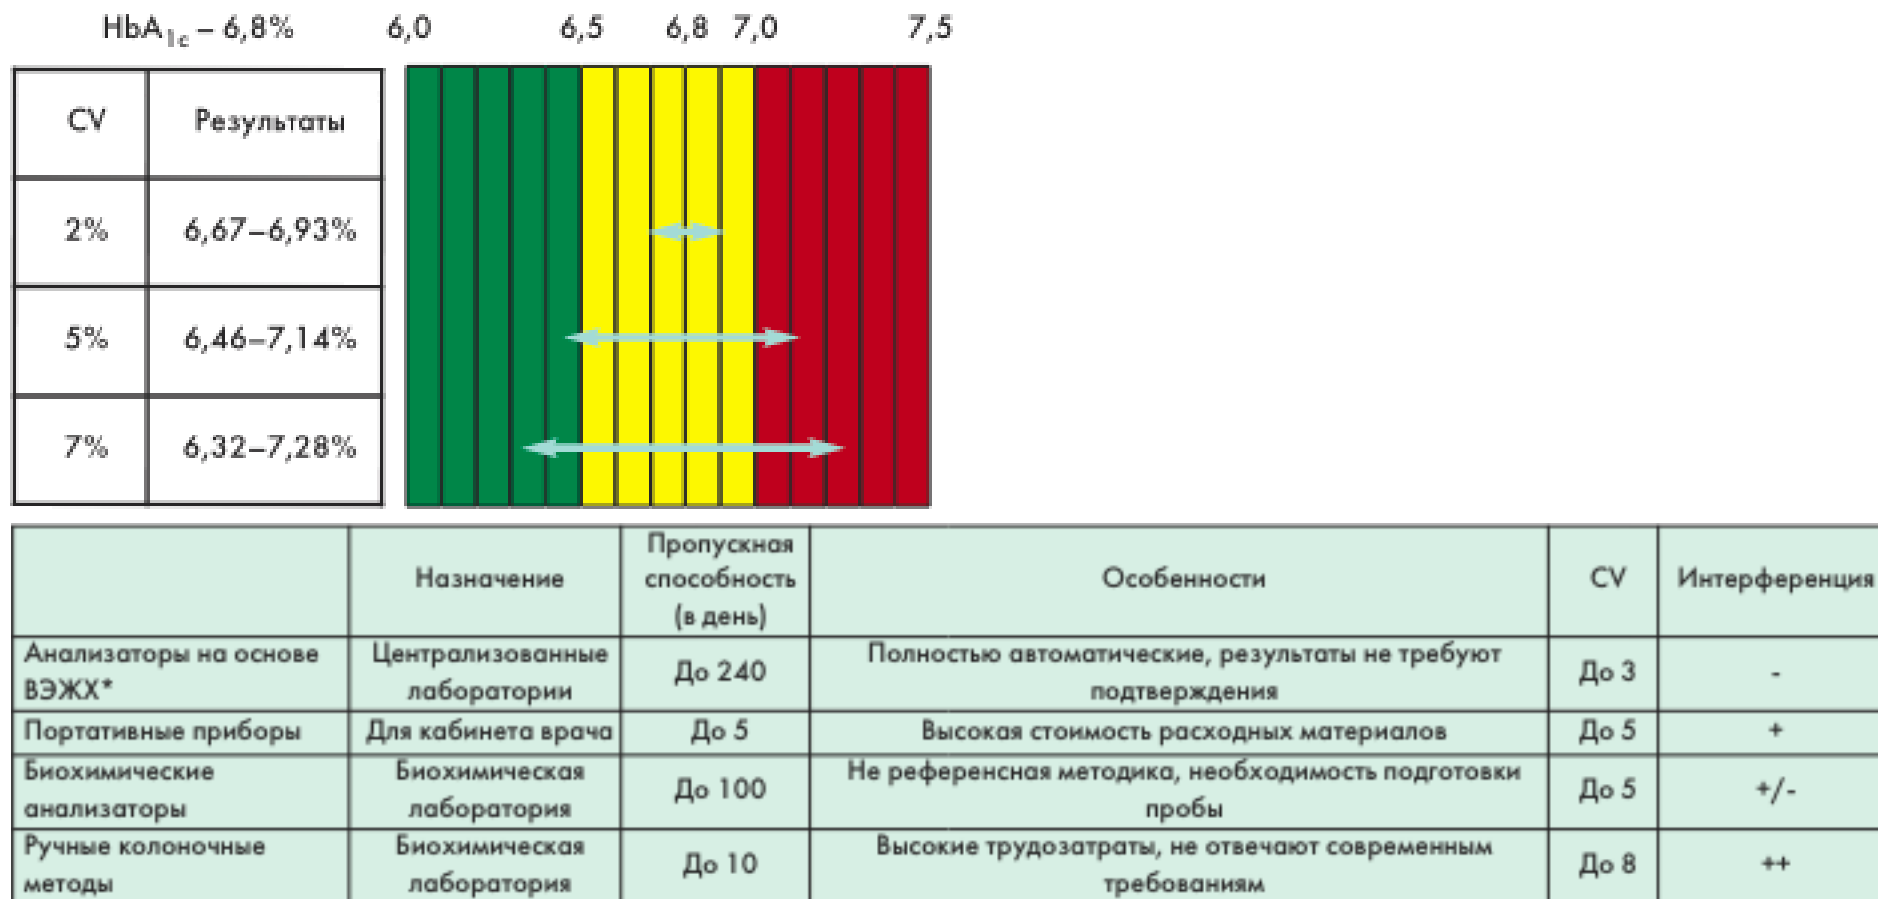 HbA1c – 6,8% 6,0 6,5 6,8 7,0 7,5
CV Результаты
2% 6,67–6,93%
5% 6,46–7,14%
7% 6,32–7,28%
Назначение Пропускная способность (в день) Особенности CV Интерференция
Анализаторы на основе ВЭЖХ* Централизованные лаборатории До 240 Полностью автоматические, результаты не требуют подтверждения До 3 -
Портативные приборы Для кабинета врача До 5 Высокая стоимость расходных материалов До 5 +
Биохимические анализаторы Биохимическая лаборатория До 100 Не референсная методика, необходимость подготовки пробы До 5 +/-
Ручные колоночные методы Биохимическая лаборатория До 10 Высокие трудозатраты, не отвечают современным требованиям До 8 ++